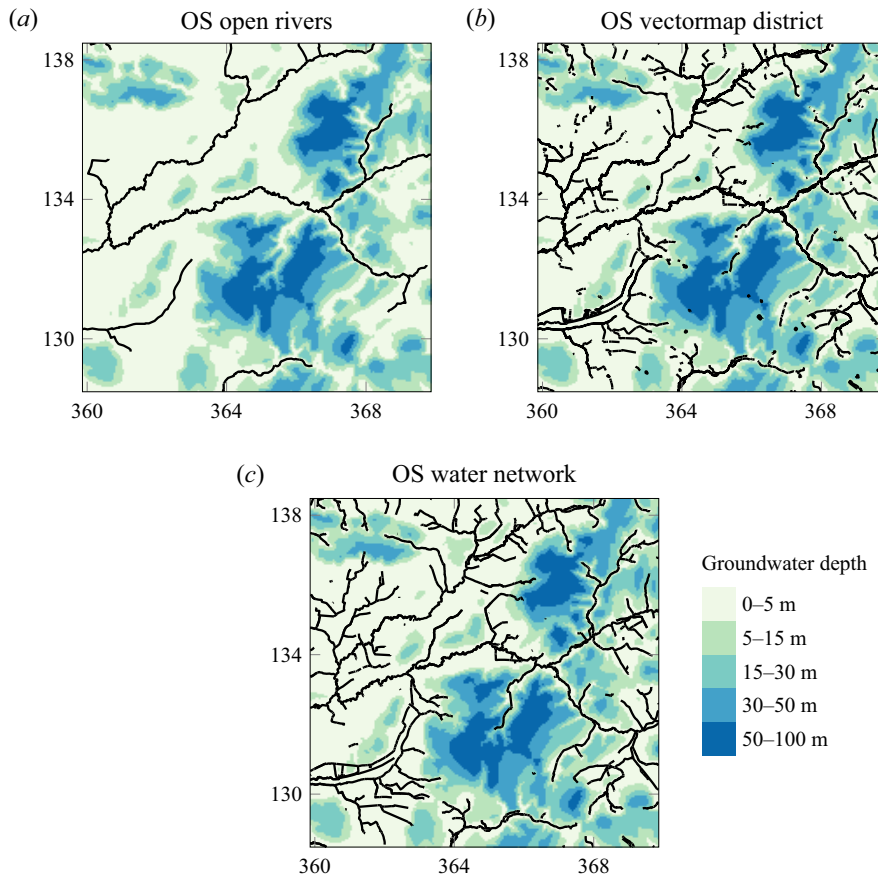 (a) OS open rivers
138
134
130
360 364 368
(b) OS vectormap district
138
134
130
360 364 368
(c) OS water network
138
134
130
360 364 368
Groundwater depth
0–5 m
5–15 m
15–30 m
30–50 m
50–100 m